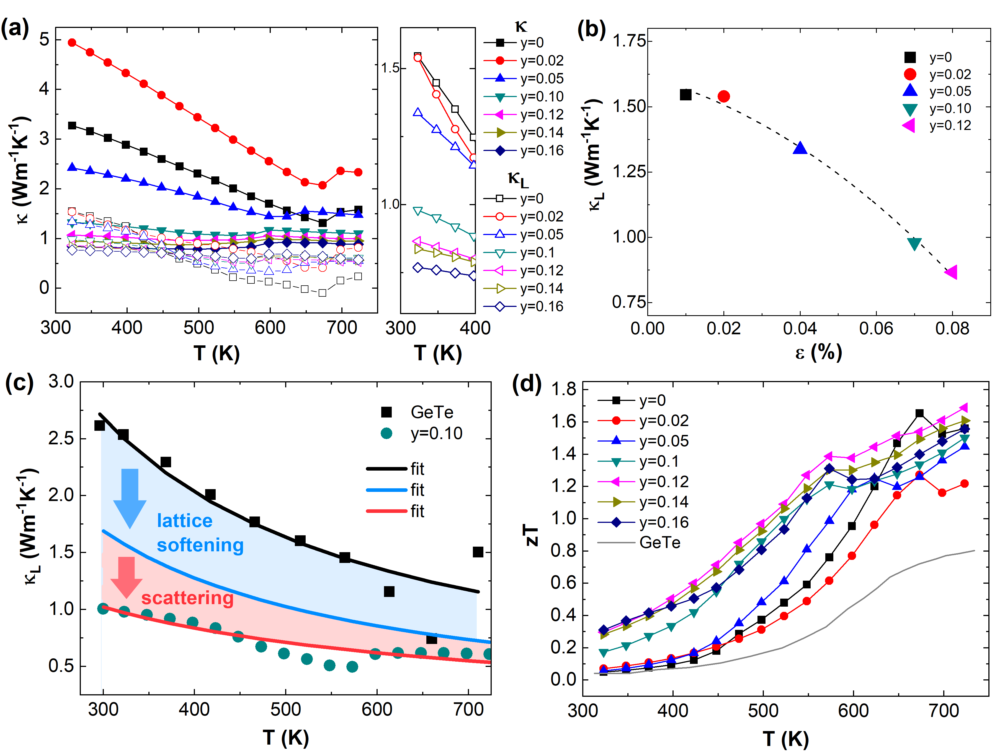 (a)
κ (Wm-1K-1)
5
4
3
2
1
0
300
400
500
600
700
T (K)
1.5
1.0
300
400
T (K)
κ
y=0
y=0.02
y=0.05
y=0.10
y=0.12
y=0.14
y=0.16
κL
y=0
y=0.02
y=0.05
y=0.1
y=0.12
y=0.14
y=0.16
(b)
κL (Wm-1K-1)
1.75
1.50
1.25
1.00
0.75
0.00
0.02
0.04
0.06
0.08
ε (%)
y=0
y=0.02
y=0.05
y=0.10
y=0.12
(c)
κL (Wm-1K-1)
3.0
2.5
2.0
1.5
1.0
0.5
300
400
500
600
700
T (K)
GeTe
y=0.10
fit
fit
fit
lattice
softening
scattering
(d)
zT
1.8
1.6
1.4
1.2
1.0
0.8
0.6
0.4
0.2
0.0
300
400
500
600
700
T (K)
y=0
y=0.02
y=0.05
y=0.1
y=0.12
y=0.14
y=0.16
GeTe